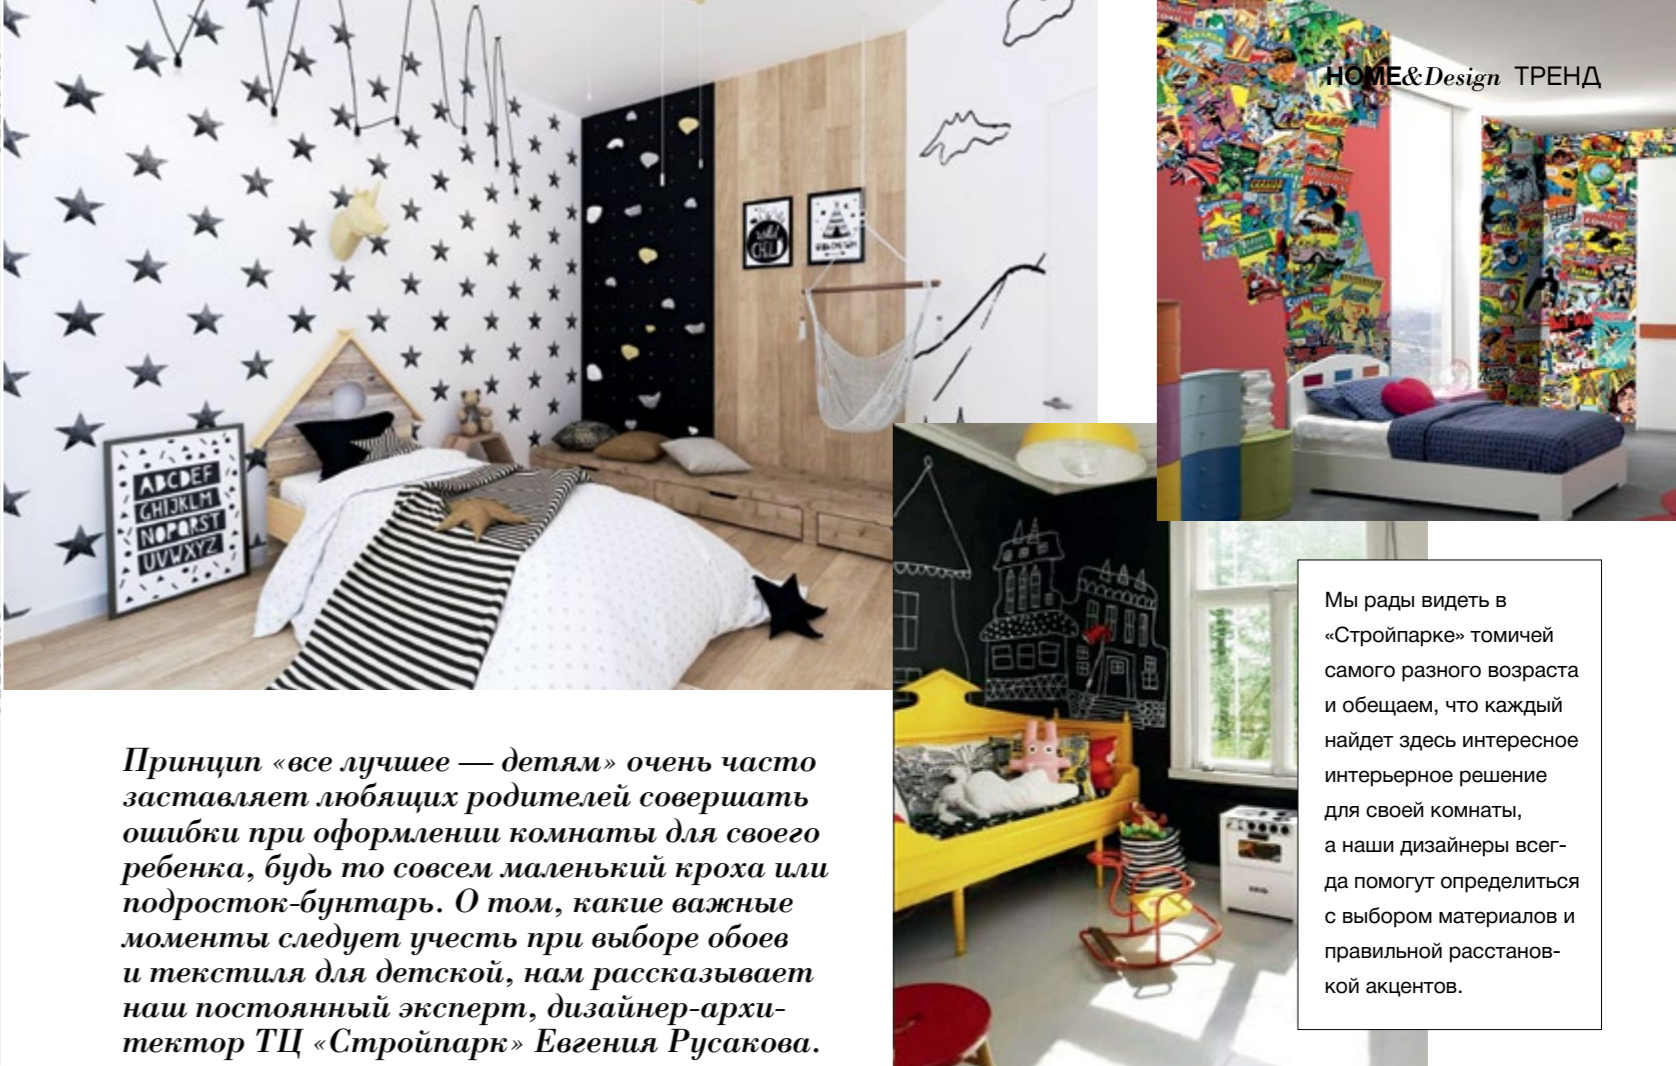 HOME&Design ТРЕНД
WILD
CHILD
ABCDEF
GHIJKLM
NOPQRST
UVWXYZ
Мы рады видеть в
«Стройпарке» томичей
самого разного возраста
и обещаем, что каждый
найдет здесь интересное
интерьерное решение
для своей комнаты,
а наши дизайнеры всег-
да помогут определиться
с выбором материалов и
правильной расстанов-
кой акцентов.
Принцип «все лучшее — детям» очень часто
заставляет любящих родителей совершать
ошибки при оформлении комнаты для своего
ребенка, будь то совсем маленький кроха или
подросток-бунтарь. О том, какие важные
моменты следует учесть при выборе обоев
и текстиля для детской, нам рассказывает
наш постоянный эксперт, дизайнер-архи-
тектор ТЦ «Стройпарк» Евгения Русакова.